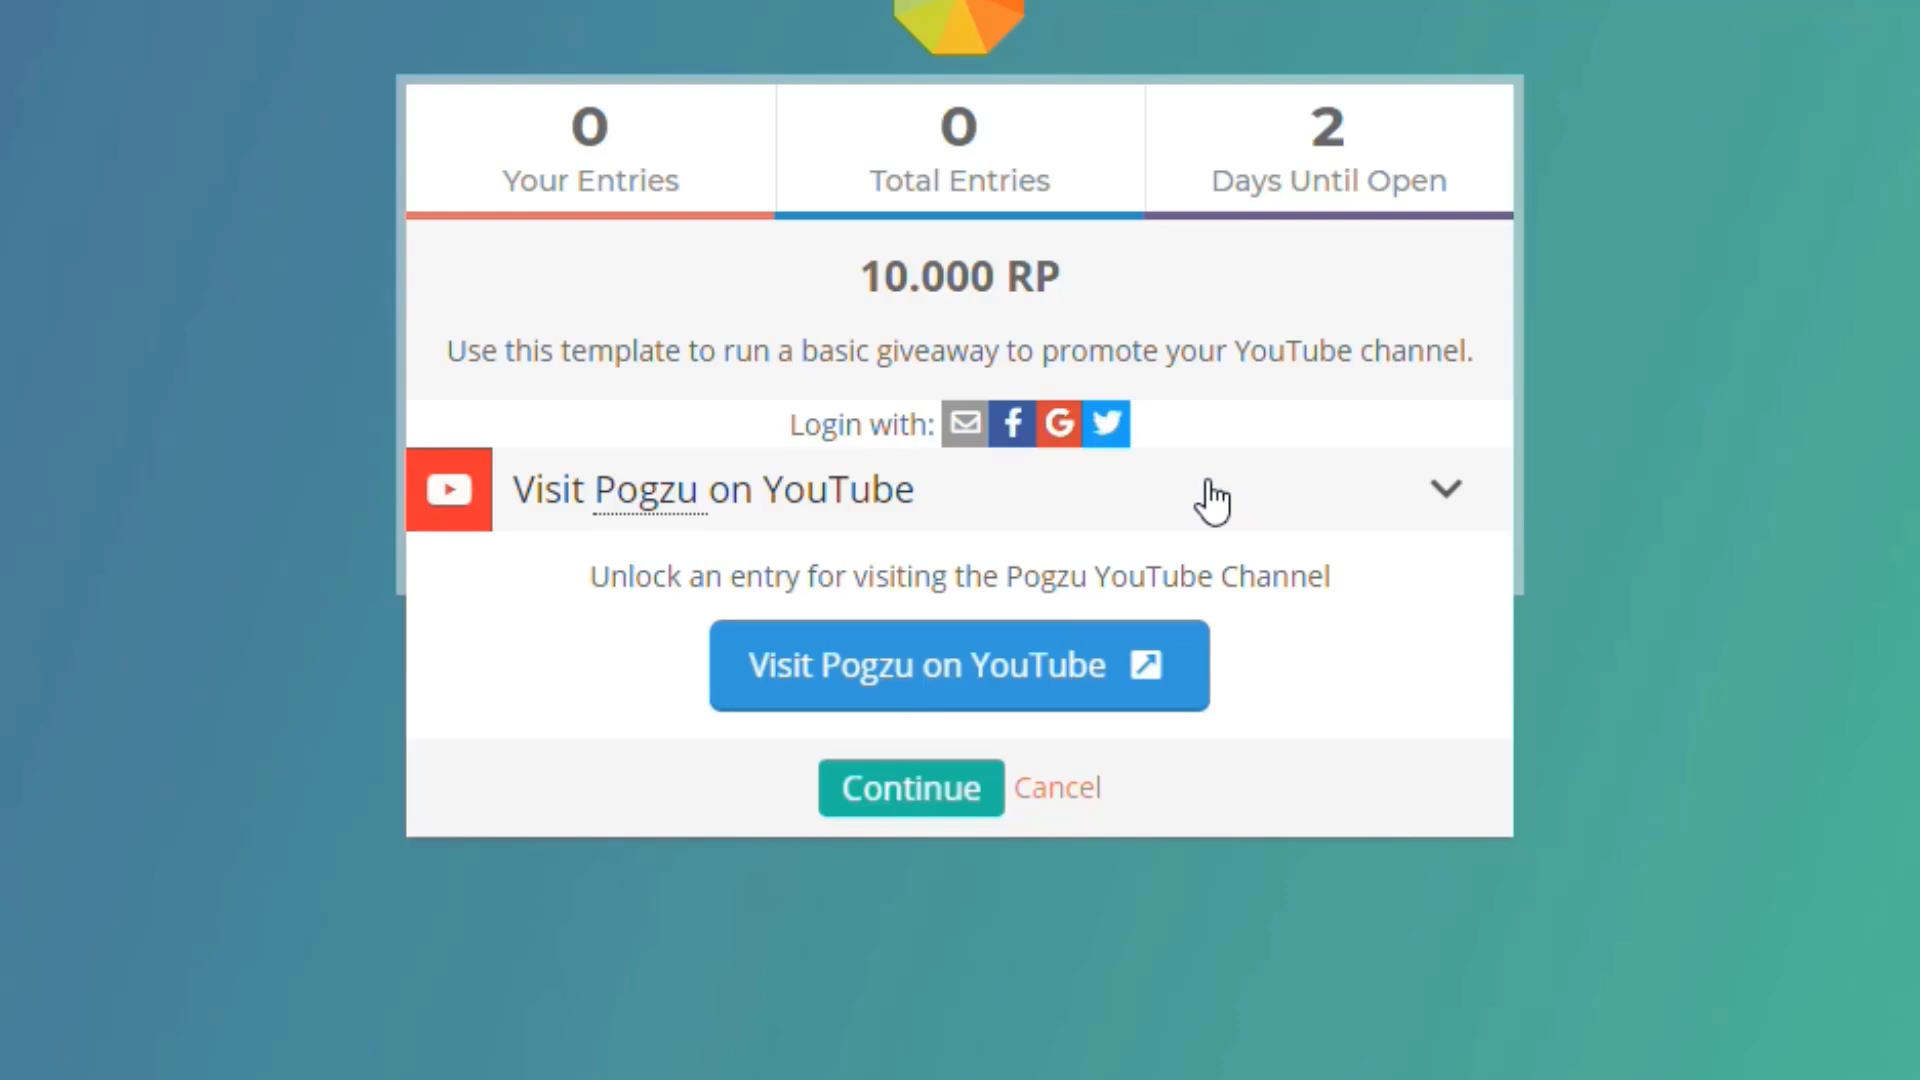 0
Your Entries
0
Total Entries
2
Days Until Open
10.000 RP
Use this template to run a basic giveaway to promote your YouTube channel.
Login with:
Visit Pogzu on YouTube
Unlock an entry for visiting the Pogzu YouTube Channel
Visit Pogzu on YouTube
Continue Cancel